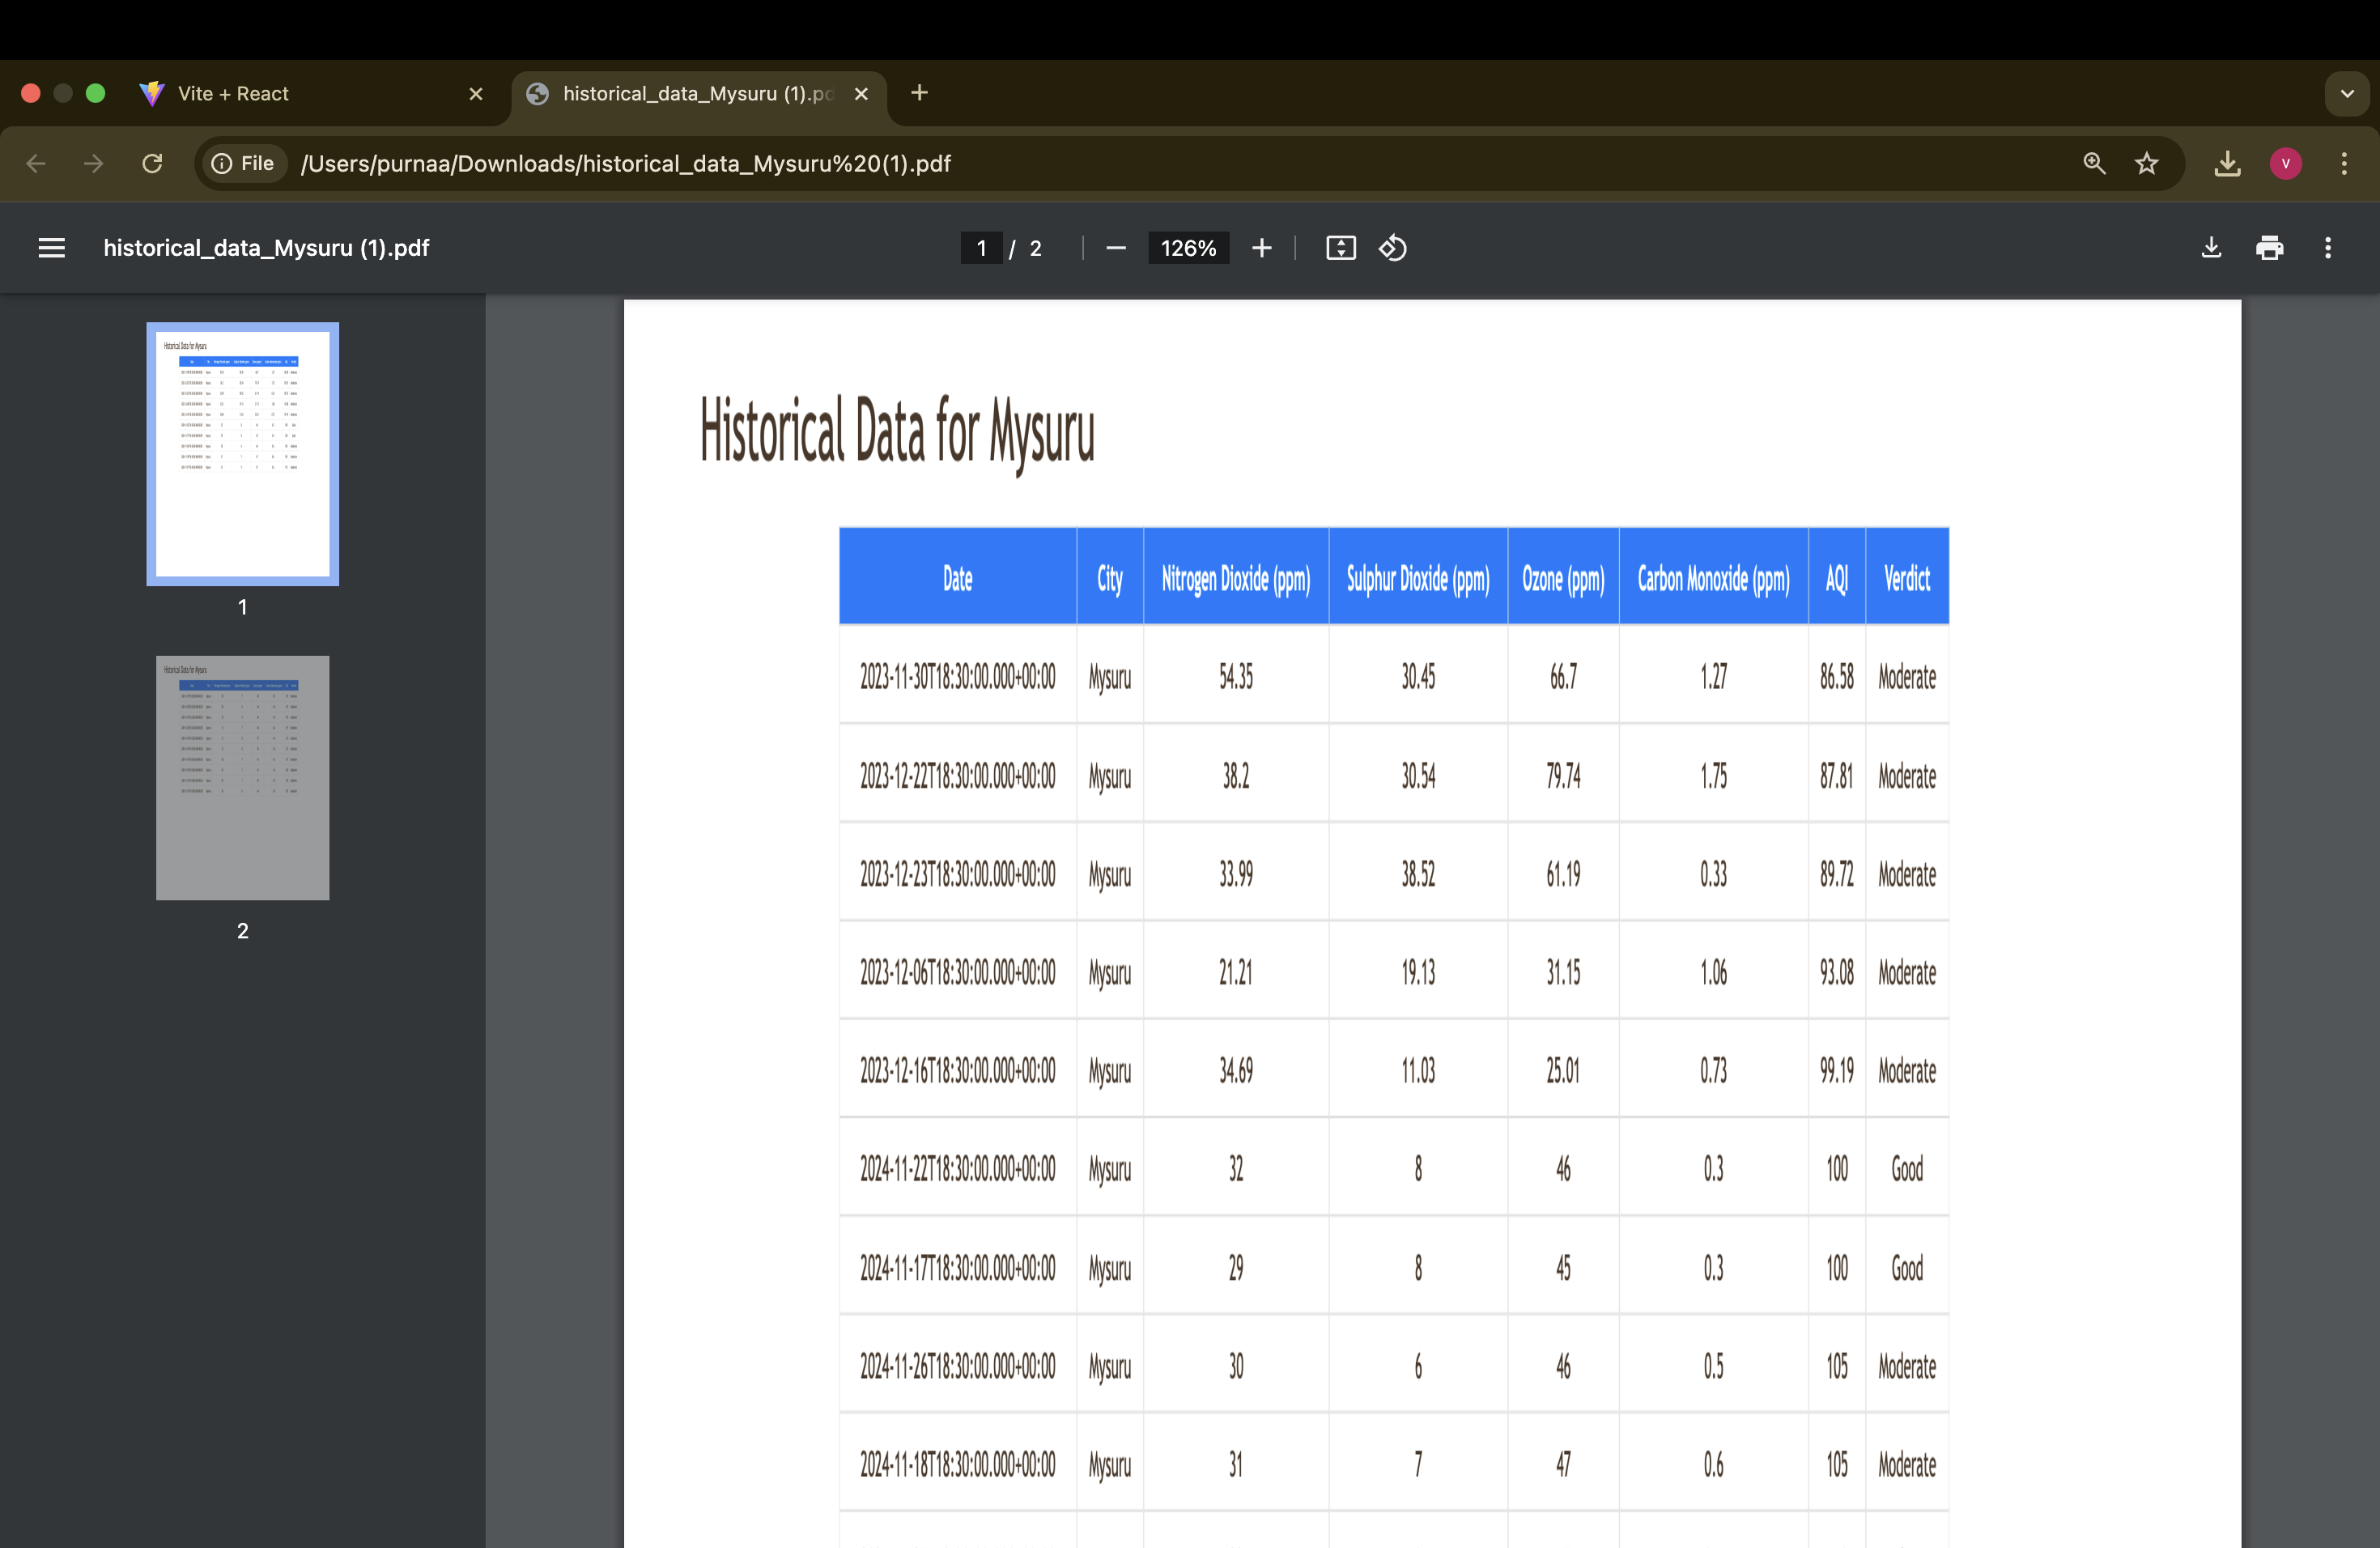 Vite + React
historical_data_Mysuru (1).pd
File /Users/purnaa/Downloads/historical_data_Mysuru%20(1).pdf
V
historical_data_Mysuru (1).pdf
1 / 2
126%
1
2
Historical Data for Mysuru
Date City Nitrogen Dioxide (ppm) Sulphur Dioxide (ppm) Ozone (ppm) Carbon Monoxide (ppm) AQI Verdict
2023-11-30T18:30:00.000+00:00 Mysuru 54.35 30.45 66.7 1.27 86.58 Moderate
2023-12-22T18:30:00.000+00:00 Mysuru 38.2 30.54 79.74 1.75 87.81 Moderate
2023-12-23T18:30:00.000+00:00 Mysuru 33.99 38.52 61.19 0.33 89.72 Moderate
2023-12-06T18:30:00.000+00:00 Mysuru 21.21 19.13 31.15 1.06 93.08 Moderate
2023-12-16T18:30:00.000+00:00 Mysuru 34.69 11.03 25.01 0.73 99.19 Moderate
2024-11-22T18:30:00.000+00:00 Mysuru 32 8 46 0.3 100 Good
2024-11-17T18:30:00.000+00:00 Mysuru 29 8 45 0.3 100 Good
2024-11-26T18:30:00.000+00:00 Mysuru 30 6 46 0.5 105 Moderate
2024-11-18T18:30:00.000+00:00 Mysuru 31 7 47 0.6 105 Moderate